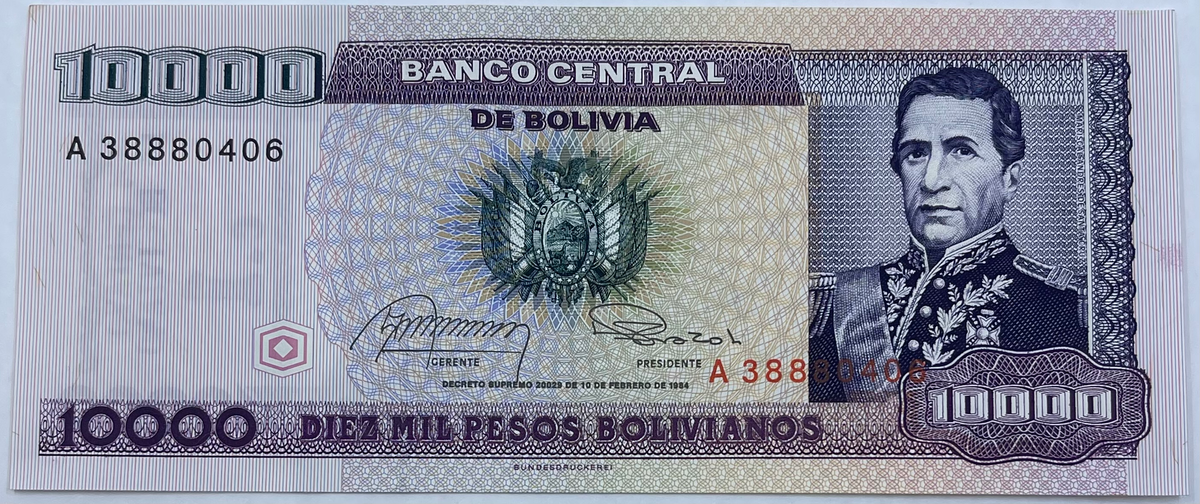 10000
BANCO CENTRAL
DE BOLIVIA
A 38880406
BOLIVIA
GERENTE
PRESIDENTE
A 38880406
DECRETO SUPREMO 20029 DE 10 DE FEBRERO DE 1984
10000
10000 DIEZ MIL PESOS BOLIVIANOS
BUNDESDRUCKEREI